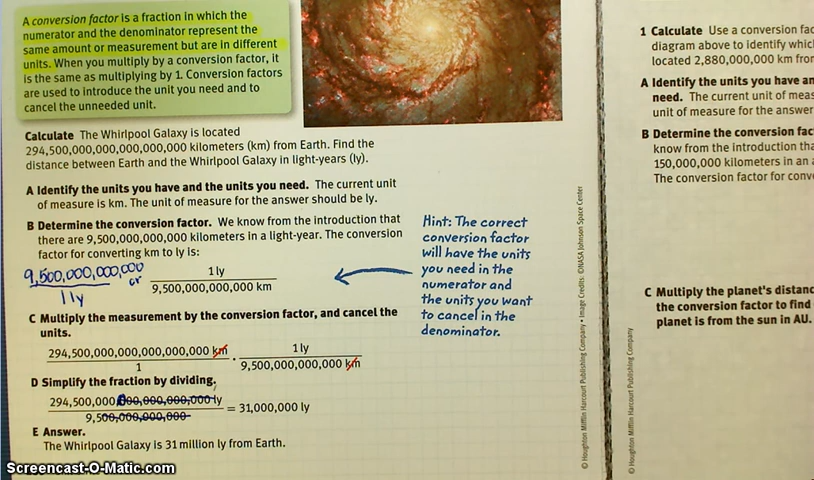 A conversion factor is a fraction in which the
numerator and the denominator represent the
same amount or measurement but are in different
units. When you multiply by a conversion factor, it
is the same as multiplying by 1. Conversion factors
are used to introduce the unit you need and to
cancel the unneeded unit.
Calculate The Whirlpool Galaxy is located
294,500,000,000,000,000,000 kilometers (km) from Earth. Find the
distance between Earth and the Whirlpool Galaxy in light-years (ly).
A Identify the units you have and the units you need. The current unit
of measure is km. The unit of measure for the answer should be ly.
B Determine the conversion factor. We know from the introduction that
there are 9,500,000,000,000 kilometers in a light-year. The conversion
factor for converting km to ly is:
9,500,000,000,000
1 ly
or
1 ly
9,500,000,000,000 km
Hint: The correct
conversion factor
will have the units
you need in the
numerator and
the units you want
to cancel in the
denominator.
C Multiply the measurement by the conversion factor, and cancel the
units.
294,500,000,000,000,000,000 km
1
·
1 ly
9,500,000,000,000 km
D Simplify the fraction by dividing.
294,500,000,000,000,000,000 ly
9,500,000,000,000
= 31,000,000 ly
E Answer.
The Whirlpool Galaxy is 31 million ly from Earth.
© Houghton Mifflin Harcourt Publishing Company • Image Credits: ©NASA Johnson Space Center
© Houghton Mifflin Harcourt Publishing Company
1 Calculate Use a conversion fac
diagram above to identify whic
located 2,880,000,000 km fror
A Identify the units you have an
need. The current unit of meas
unit of measure for the answer
B Determine the conversion fac
know from the introduction tha
150,000,000 kilometers in an
The conversion factor for conv
C Multiply the planet's distanc
the conversion factor to find
planet is from the sun in AU.
Screencast-O-Matic.com